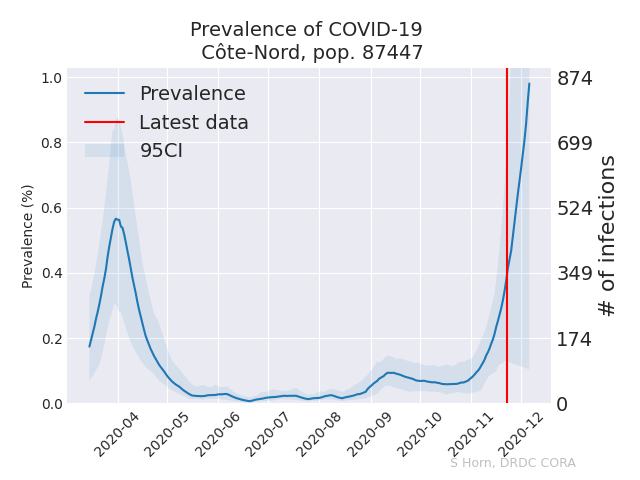 Prevalence of COVID-19
Côte-Nord, pop. 87447
Prevalence
Latest data
95CI
Prevalence (%)
1.0
0.8
0.6
0.4
0.2
0.0
874
699
524
349
174
0
# of infections
2020-04
2020-05
2020-06
2020-07
2020-08
2020-09
2020-10
2020-11
2020-12
S Horn, DRDC CORA